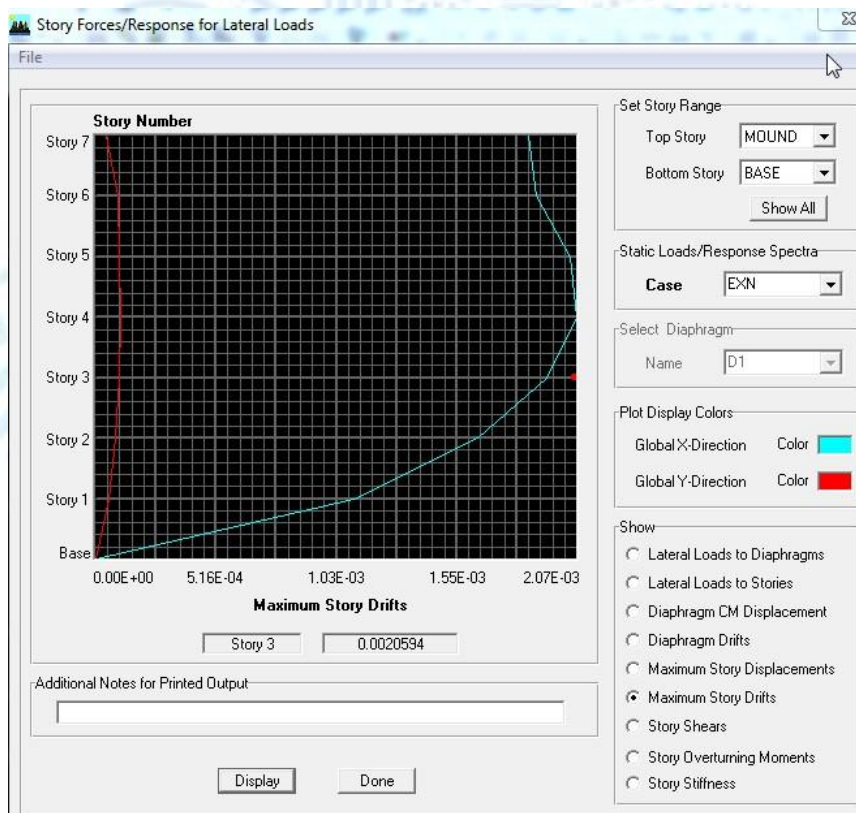 Story Forces/Response for Lateral Loads
File
Story Number
Story 7
Story 6
Story 5
Story 4
Story 3
Story 2
Story 1
Base
0.00E+00 5.16E-04 1.03E-03 1.55E-03 2.07E-03
Maximum Story Drifts
Story 3 0.0020594
Additional Notes for Printed Output
Display Done
Set Story Range
Top Story MOUND
Bottom Story BASE
Show All
Static Loads/Response Spectra
Case EXN
Select Diaphragm
Name D1
Plot Display Colors
Global X-Direction Color
Global Y-Direction Color
Show
Lateral Loads to Diaphragms
Lateral Loads to Stories
Diaphragm CM Displacement
Diaphragm Drifts
Maximum Story Displacements
Maximum Story Drifts
Story Shears
Story Overturning Moments
Story Stiffness